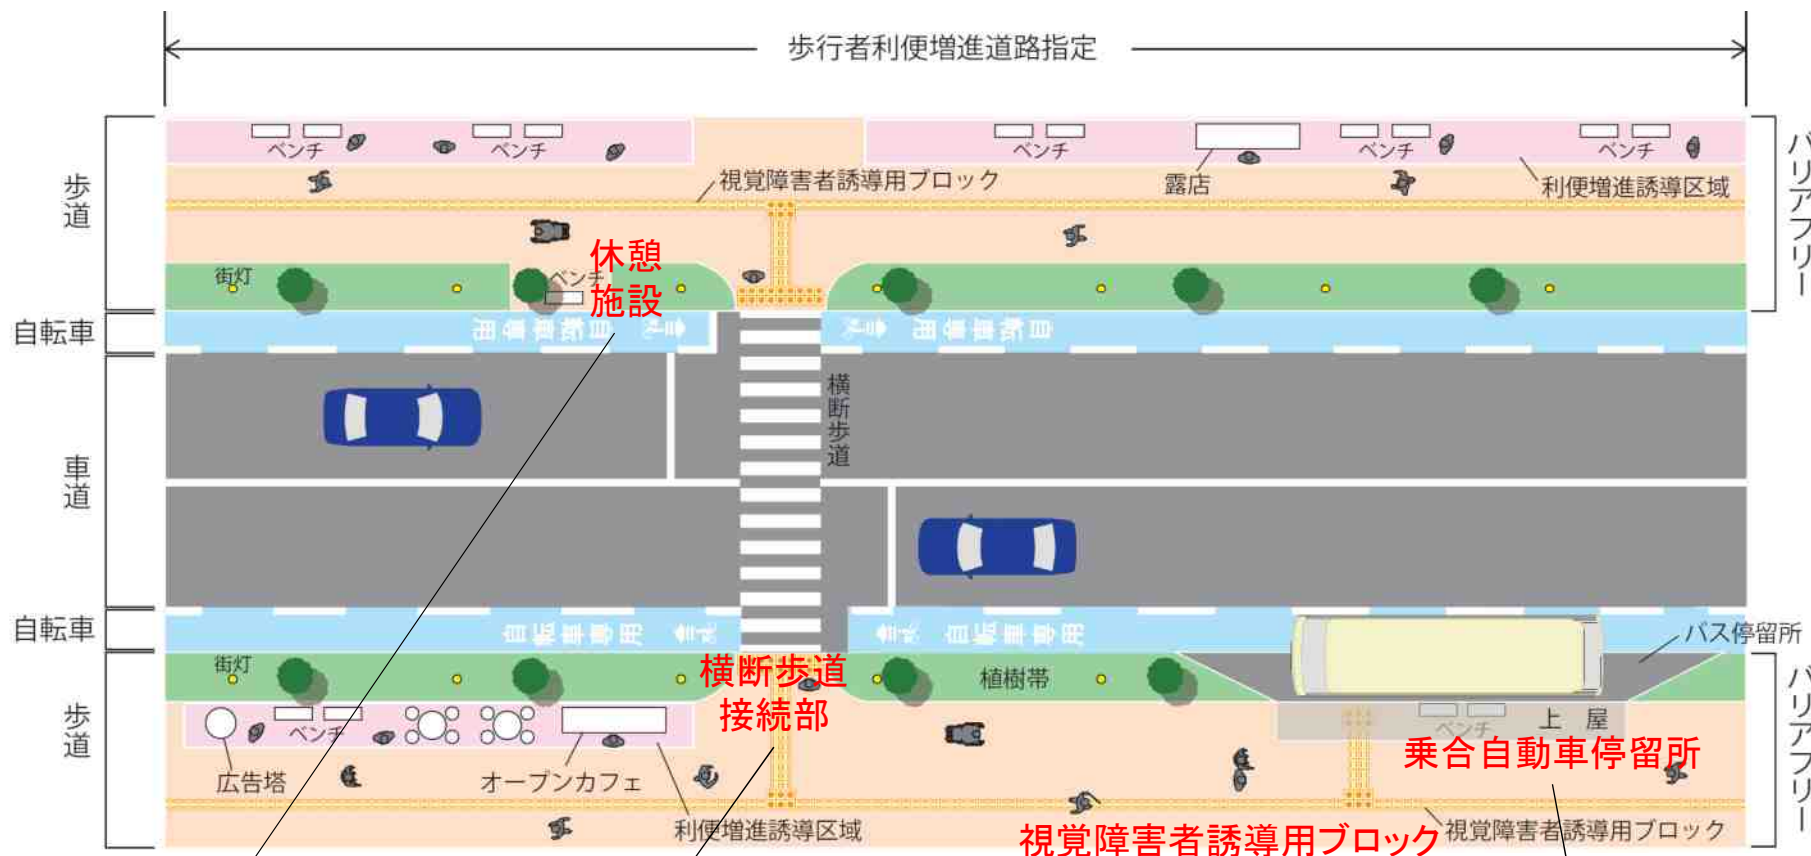 歩行者利便増進道路指定
ベンチ
ベンチ
ベンチ
ベンチ
ベンチ
バリアフリー
歩道
視覚障害者誘導用ブロック
露店
利便増進誘導区域
街灯
ベンチ
休憩
施設
自転車
自転車専用
自転車専用
横断歩道
車道
自転車
自転車専用
自転車専用
バス停留所
街灯
横断歩道
接続部
植樹帯
バリアフリー
歩道
ベンチ
ベンチ
上屋
乗合自動車停留所
広告塔
オープンカフェ
利便増進誘導区域
視覚障害者誘導用ブロック
視覚障害者誘導用ブロック